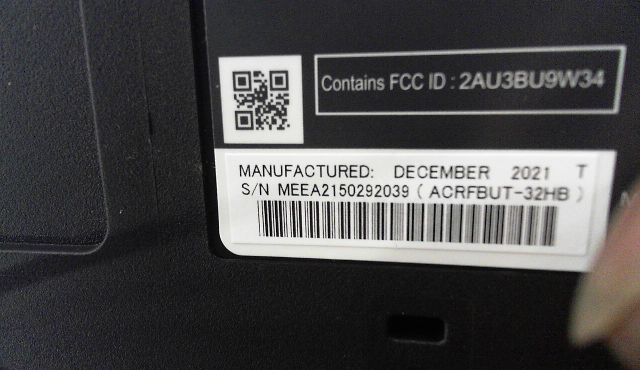 Contains FCC ID : 2AU3BU9W34
MANUFACTURED: DECEMBER 2021 T
S/N MEEA2150292039 ( ACRFBUT-32HB )